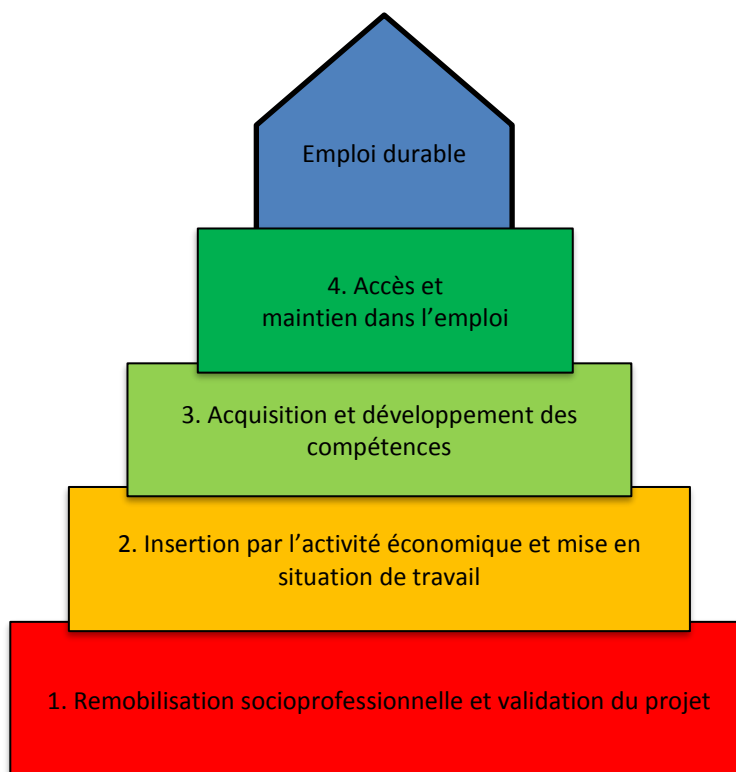 Emploi durable
4. Accès et
maintien dans l’emploi
3. Acquisition et développement des
compétences
2. Insertion par l’activité économique et mise en
situation de travail
1. Remobilisation socioprofessionnelle et validation du projet